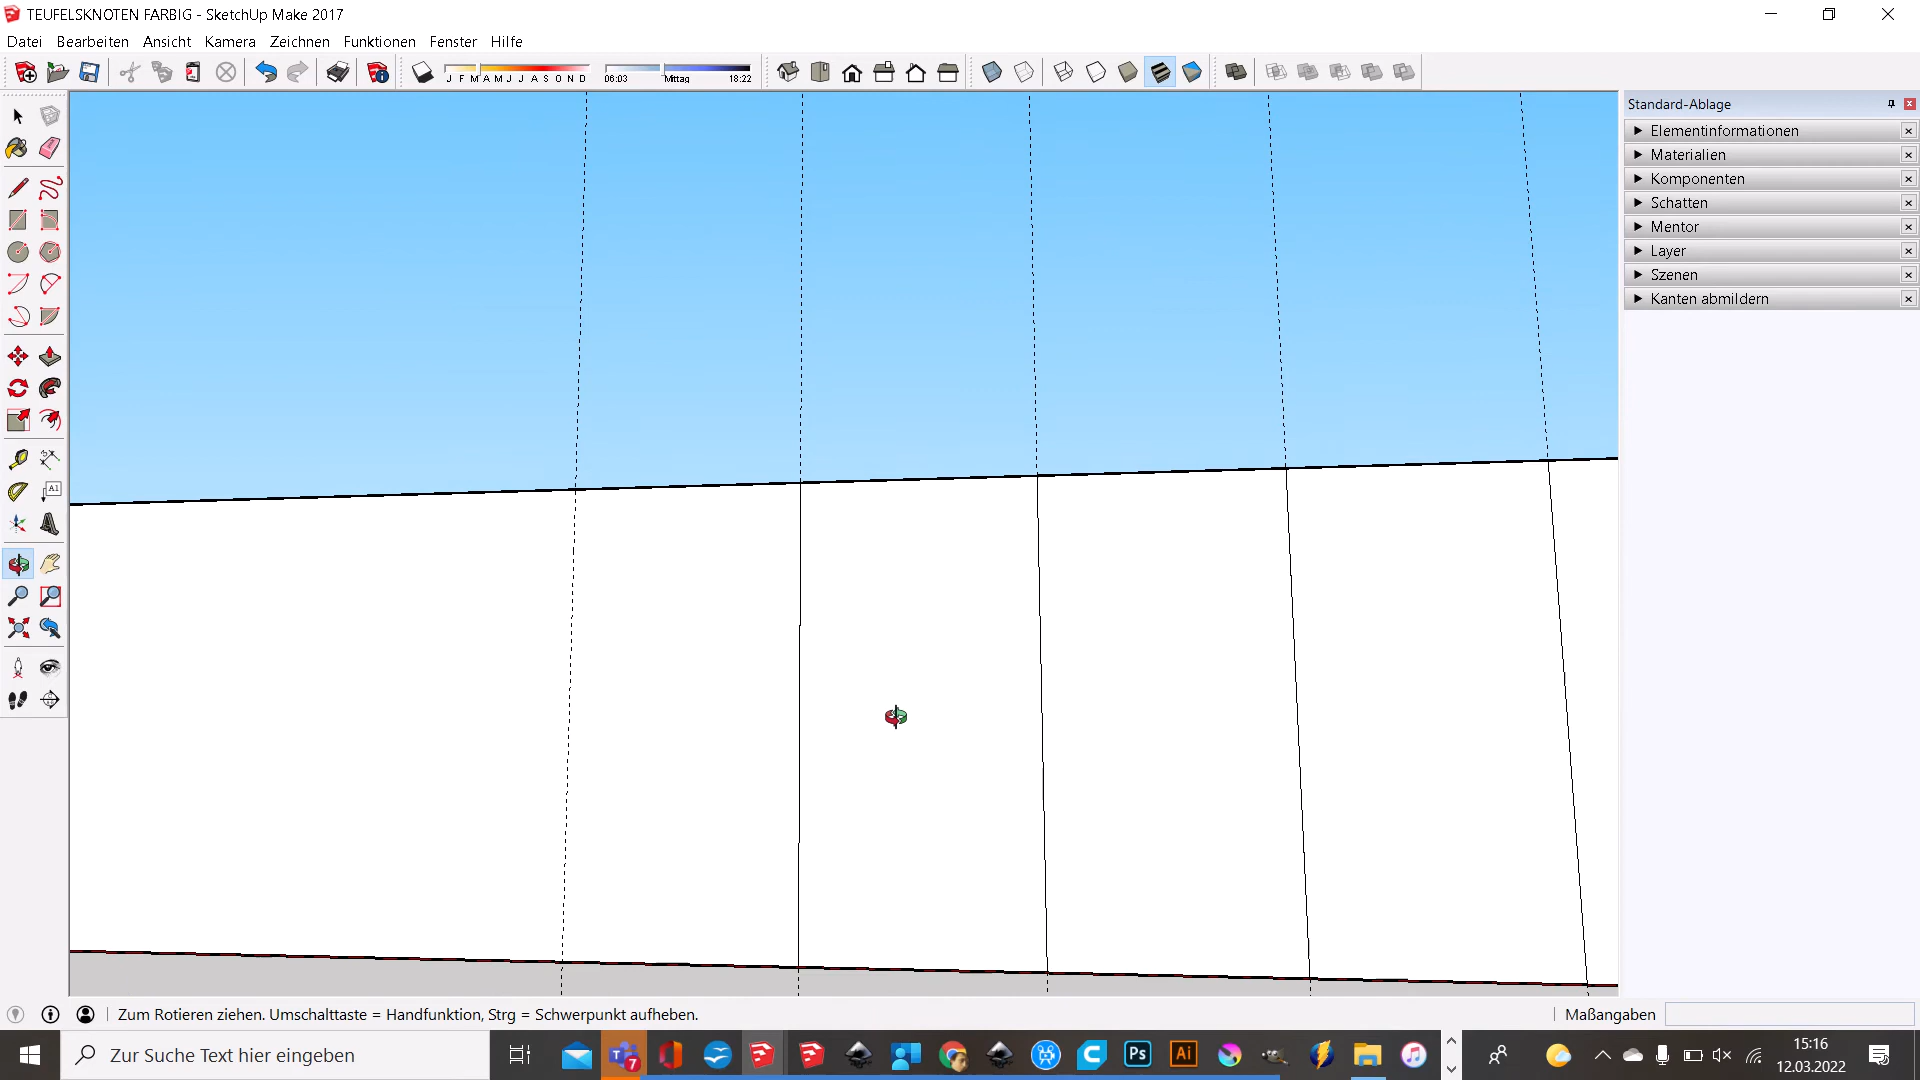 TEUFELSKNOTEN FARBIG - SketchUp Make 2017
Datei Bearbeiten Ansicht Kamera Zeichnen Funktionen Fenster Hilfe
J F M A M J J A S O N D 06:03 Mittag 18:22
Standard-Ablage
Elementinformationen
Materialien
Komponenten
Schatten
Mentor
Layer
Szenen
Kanten abmildern
A1
Zum Rotieren ziehen. Umschalttaste = Handfunktion, Strg = Schwerpunkt aufheben.
Maßangaben
Zur Suche Text hier eingeben
7
Ps
Ai
15:16
12.03.2022